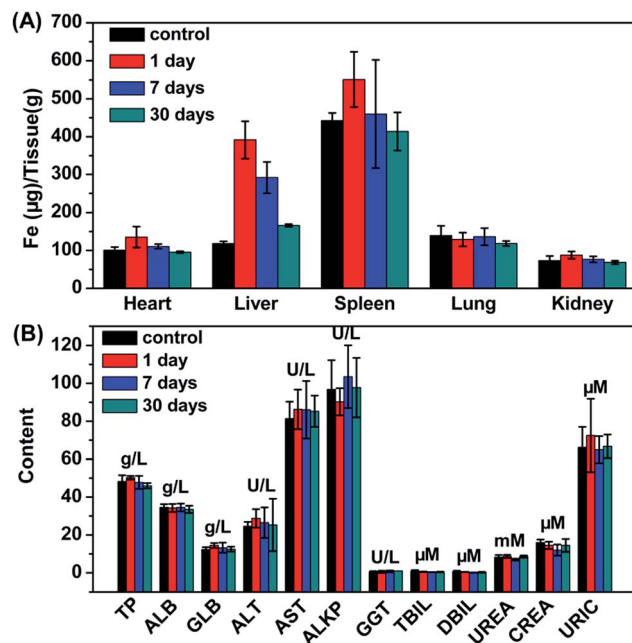 (A)
700
600
500
400
300
200
100
0
Fe (µg)/Tissue(g)
control
1 day
7 days
30 days
Heart Liver Spleen Lung Kidney
(B)
120
100
80
60
40
20
0
Content
control
1 day
7 days
30 days
g/L g/L g/L U/L U/L U/L U/L µM µM mM µM µM
TP ALB GLB ALT AST ALKP GGT TBIL DBIL UREA CREA URIC